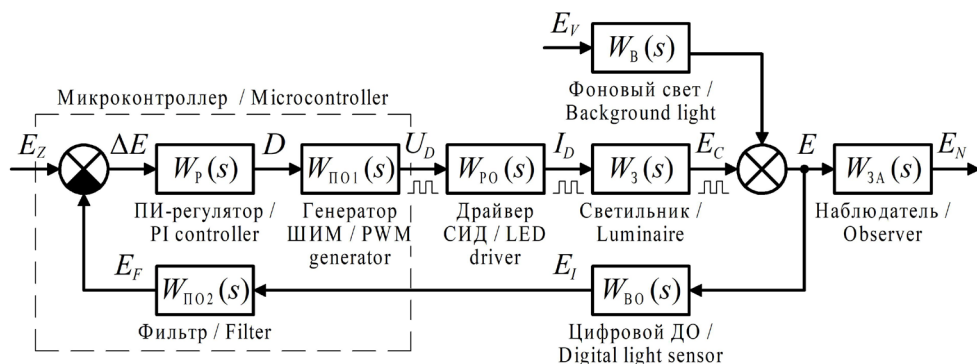 E_V
W_В(s)
Фоновый свет /
Background light
Микроконтроллер / Microcontroller
E_Z
ΔE
W_Р(s)
D
W_ПО1(s)
U_D
W_РО(s)
I_D
W_З(s)
E_C
E
W_ЗА(s)
E_N
ПИ-регулятор /
PI controller
Генератор
ШИМ / PWM
generator
Драйвер
СИД / LED
driver
Светильник /
Luminaire
Наблюдатель /
Observer
E_F
W_ПО2(s)
E_I
W_ВО(s)
Фильтр / Filter
Цифровой ДО /
Digital light sensor